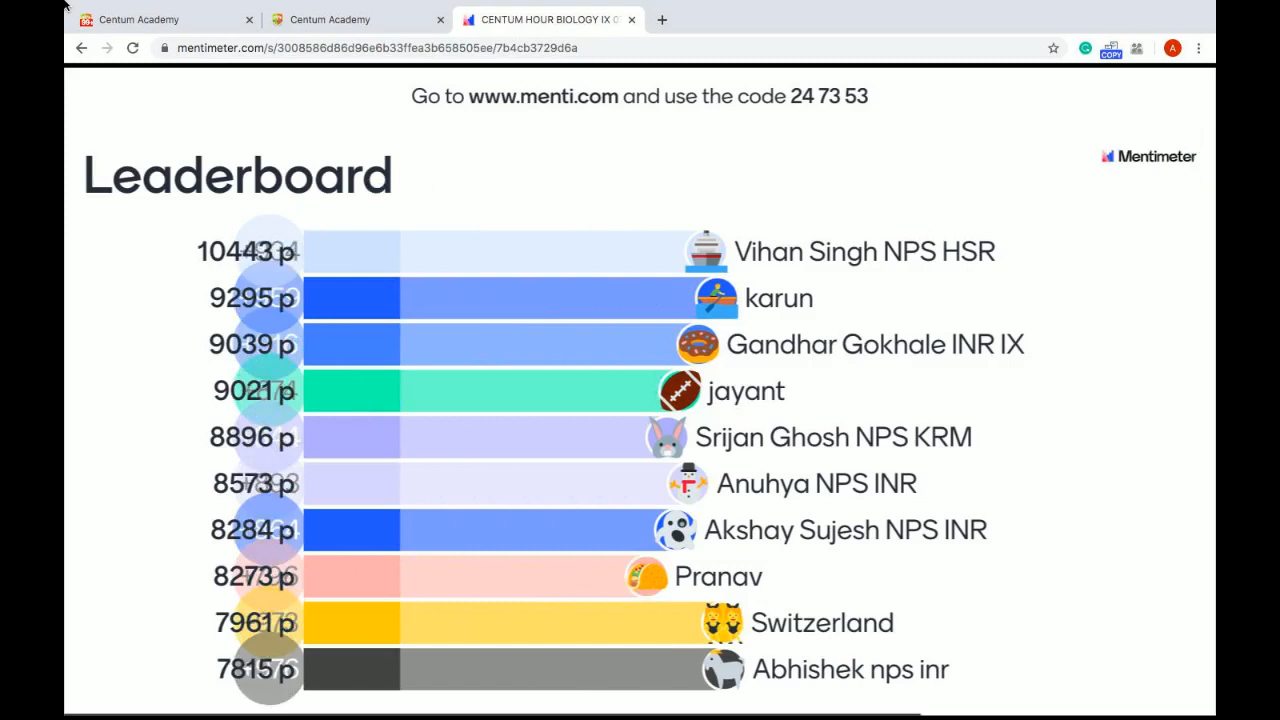 Centum Academy
Centum Academy
CENTUM HOUR BIOLOGY IX
mentimeter.com/s/3008586d86d96e6b33ffea3b658505ee/7b4cb3729d6a
COPY
A
Go to www.menti.com and use the code 24 73 53
Mentimeter
Leaderboard
10443 p Vihan Singh NPS HSR
9295 p karun
9039 p Gandhar Gokhale INR IX
9021 p jayant
8896 p Srijan Ghosh NPS KRM
8573 p Anuhya NPS INR
8284 p Akshay Sujesh NPS INR
8273 p Pranav
7961 p Switzerland
7815 p Abhishek nps inr